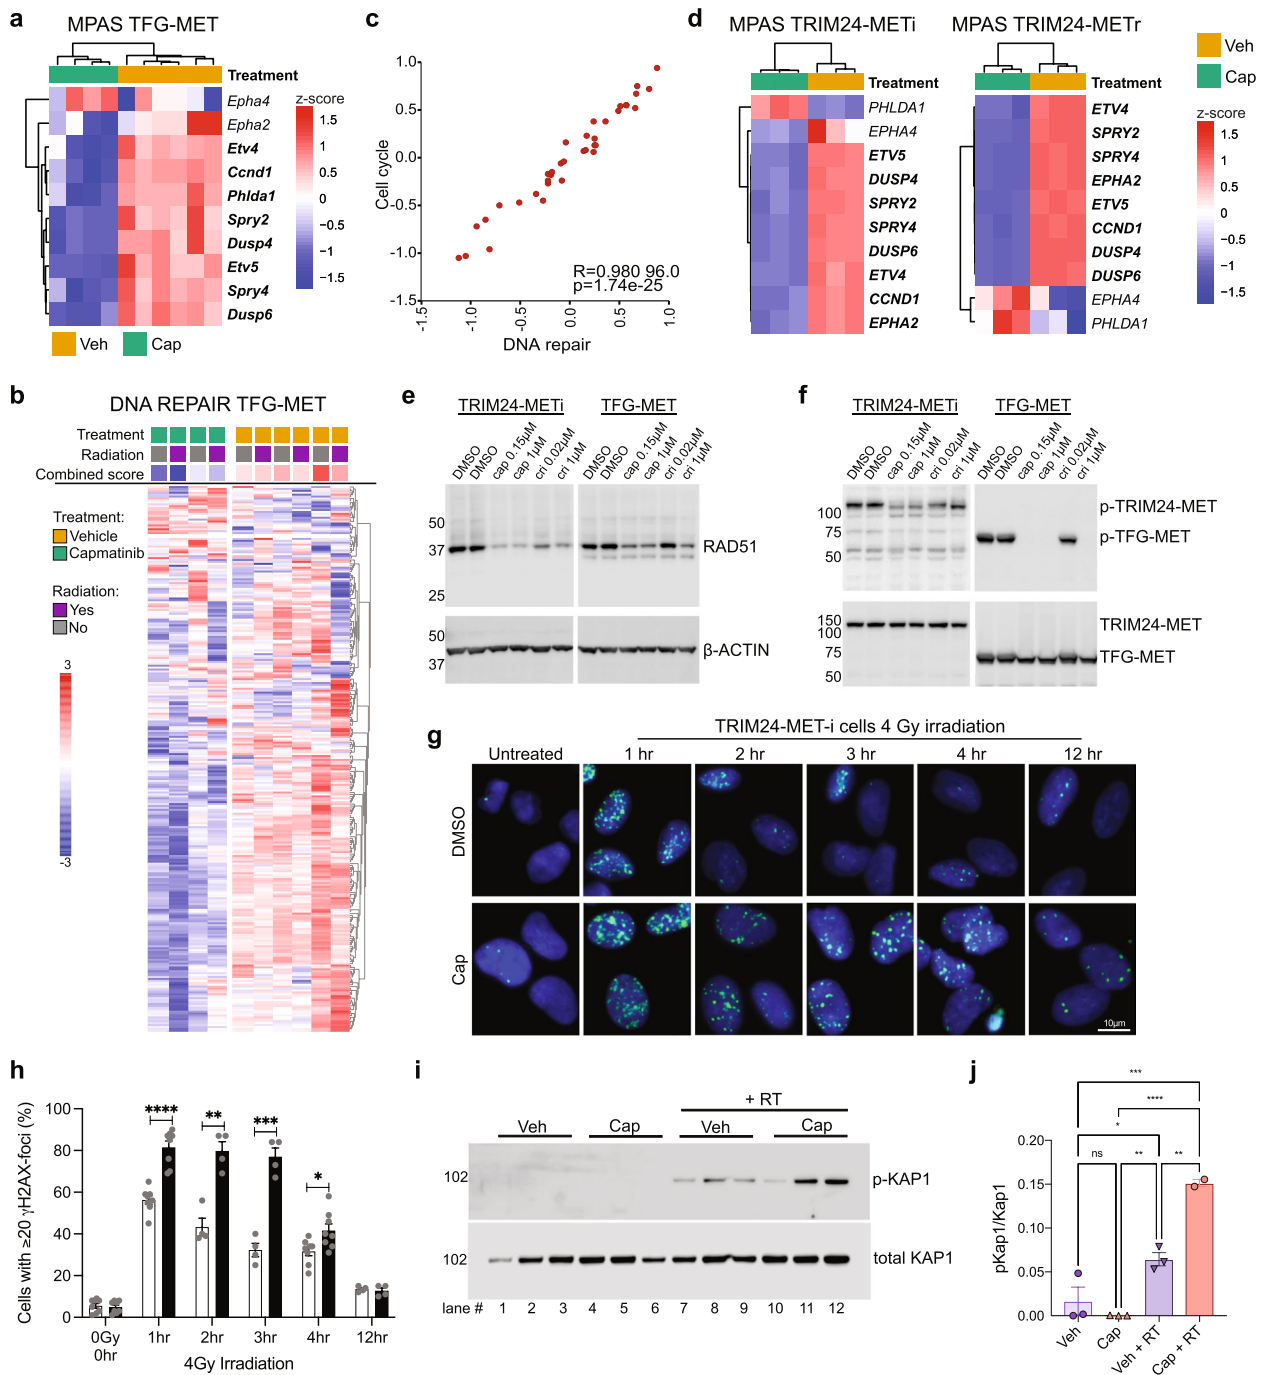 a
MPAS TFG-MET
Treatment
Epha4
Epha2
Etv4
Ccnd1
Phlda1
Spry2
Dusp4
Etv5
Spry4
Dusp6
z-score
1.5
1
0.5
0
−0.5
−1
−1.5
Veh
Cap
c
Cell cycle
1.0
0.5
0.0
-0.5
-1.0
-1.5
R=0.980 96.0
p=1.74e-25
-1.5
-1.0
-0.5
0.0
0.5
1.0
DNA repair
d
MPAS TRIM24-METi
Treatment
PHLDA1
EPHA4
ETV5
DUSP4
SPRY2
SPRY4
DUSP6
ETV4
CCND1
EPHA2
MPAS TRIM24-METr
Treatment
ETV4
SPRY2
SPRY4
EPHA2
ETV5
CCND1
DUSP4
DUSP6
EPHA4
PHLDA1
Veh
Cap
z-score
1.5
1
0.5
0
−0.5
−1
−1.5
b
DNA REPAIR TFG-MET
Treatment
Radiation
Combined score
Treatment:
Vehicle
Capmatinib
Radiation:
Yes
No
3
-3
e
TRIM24-METi
TFG-MET
DMSO
DMSO
cap 0.15µM
cap 1µM
cri 0.02µM
cri 1µM
DMSO
DMSO
cap 0.15µM
cap 1µM
cri 0.02µM
cri 1µM
50
37
25
RAD51
50
37
β-ACTIN
f
TRIM24-METi
TFG-MET
DMSO
DMSO
cap 0.15µM
cap 1µM
cri 0.02µM
cri 1µM
DMSO
DMSO
cap 0.15µM
cap 1µM
cri 0.02µM
cri 1µM
100
75
50
p-TRIM24-MET
p-TFG-MET
150
100
75
50
TRIM24-MET
TFG-MET
g
TRIM24-MET-i cells 4 Gy irradiation
Untreated
1 hr
2 hr
3 hr
4 hr
12 hr
DMSO
Cap
10µm
h
Cells with ≥20 γH2AX-foci (%)
100
80
60
40
20
0
****
**
***
*
0Gy
0hr
1hr
2hr
3hr
4hr
12hr
4Gy Irradiation
i
+ RT
Veh
Cap
Veh
Cap
102
p-KAP1
102
total KAP1
lane #
1
2
3
4
5
6
7
8
9
10
11
12
j
***
****
*
ns
**
**
pKap1/Kap1
0.20
0.15
0.10
0.05
0.00
Veh
Cap
Veh + RT
Cap + RT